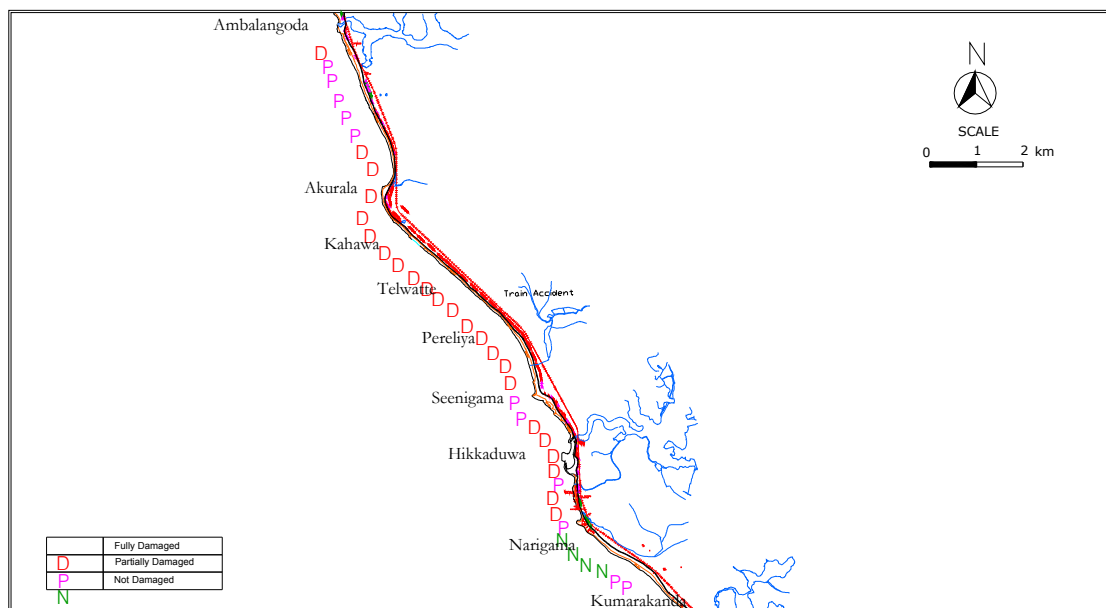 Ambalangoda
N
D
P
P
SCALE
P
0 1 2 km
P
P
D
D
Akurala
D
D
D
Kahawa
D
D
D
Telwatte D
Train Accident
D
D
D
Pereliya D
D
D
D
Seenigama
P
P
D
D
Hikkaduwa D
D
P
D
D
P
N
Narigama
N
N
N
P
P
Kumarakanda
Fully Damaged
D Partially Damaged
P Not Damaged
N